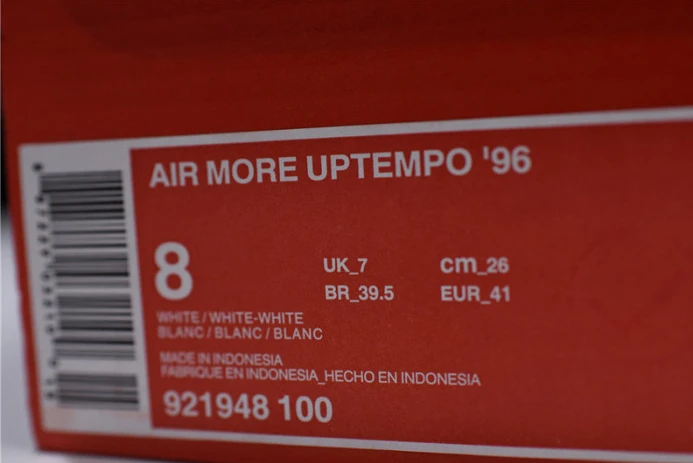 AIR MORE UPTEMPO '96
8
UK_7 cm_26
BR_39.5 EUR_41
WHITE / WHITE-WHITE
BLANC / BLANC / BLANC
MADE IN INDONESIA
FABRIQUE EN INDONESIA_HECHO EN INDONESIA
921948 100